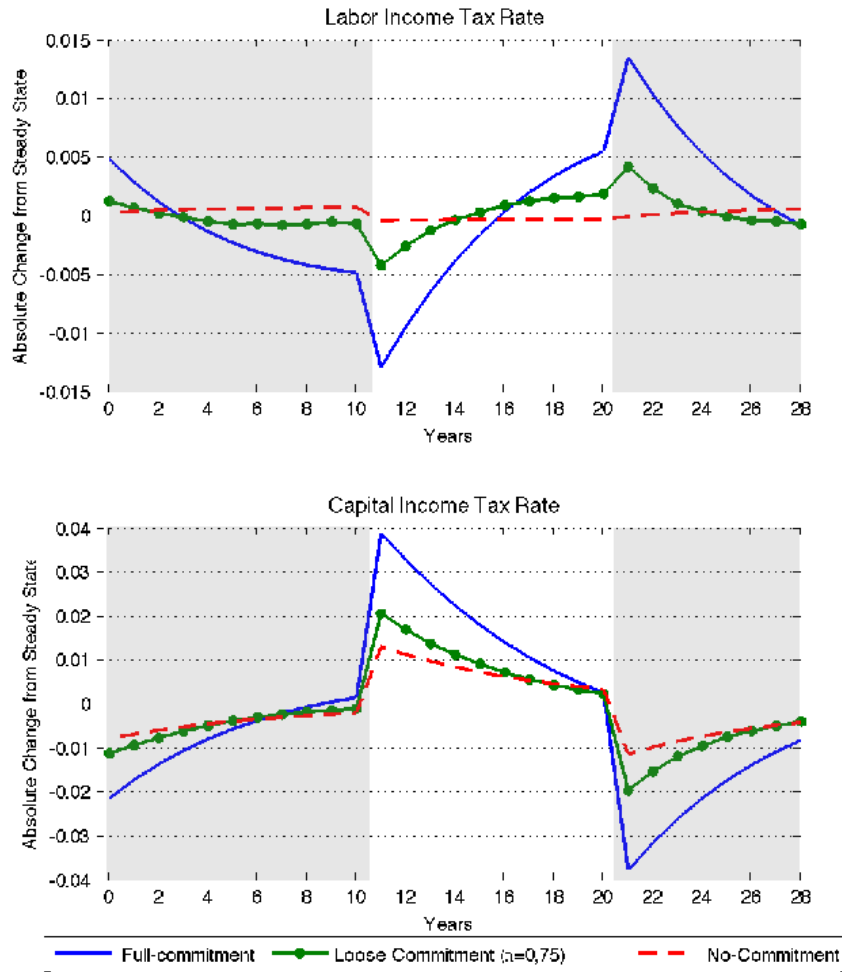 Labor Income Tax Rate
Absolute Change from Steady State
0.015
0.01
0.005
0
-0.005
-0.01
-0.015
0 2 4 6 8 10 12 14 16 18 20 22 24 26 28
Years
Capital Income Tax Rate
Absolute Change from Steady State
0.04
0.03
0.02
0.01
0
-0.01
-0.02
-0.03
-0.04
0 2 4 6 8 10 12 14 16 18 20 22 24 26 28
Years
Full-commitment Loose Commitment (π=0,75) No-Commitment